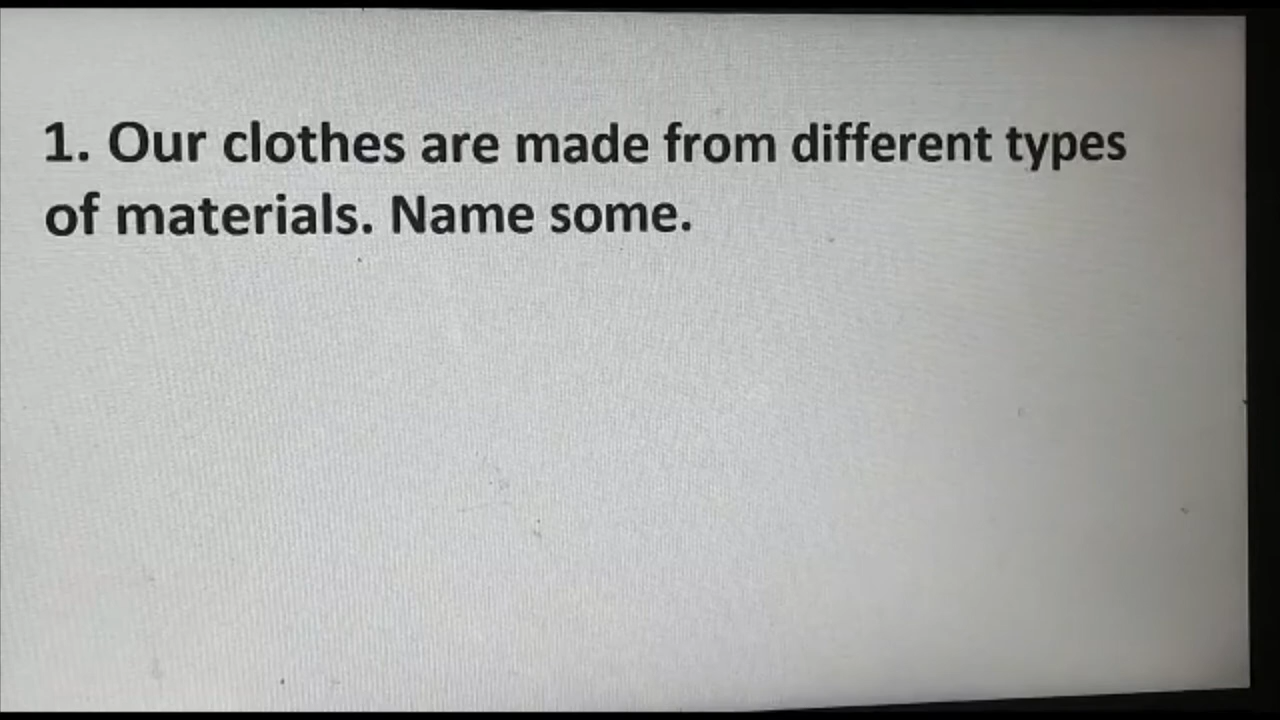 1. Our clothes are made from different types
of materials. Name some.